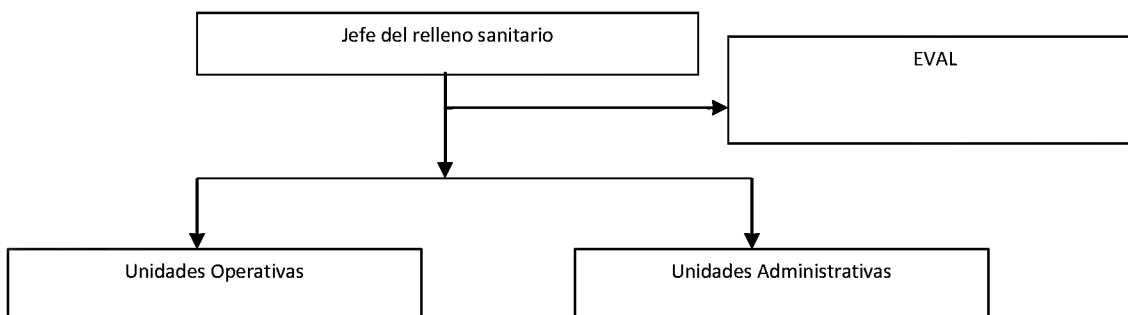 Jefe del relleno sanitario
EVAL
Unidades Operativas
Unidades Administrativas